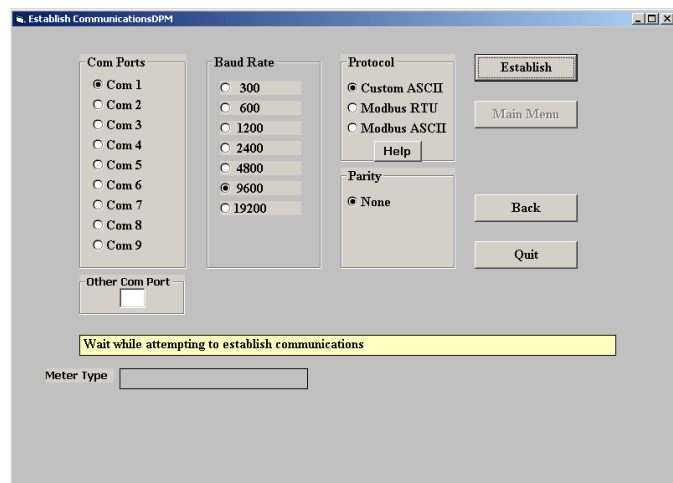 Establish CommunicationsDPM
Com Ports
Com 1
Com 2
Com 3
Com 4
Com 5
Com 6
Com 7
Com 8
Com 9
Other Com Port
Baud Rate
300
600
1200
2400
4800
9600
19200
Protocol
Custom ASCII
Modbus RTU
Modbus ASCII
Help
Parity
None
Establish
Main Menu
Back
Quit
Wait while attempting to establish communications
Meter Type